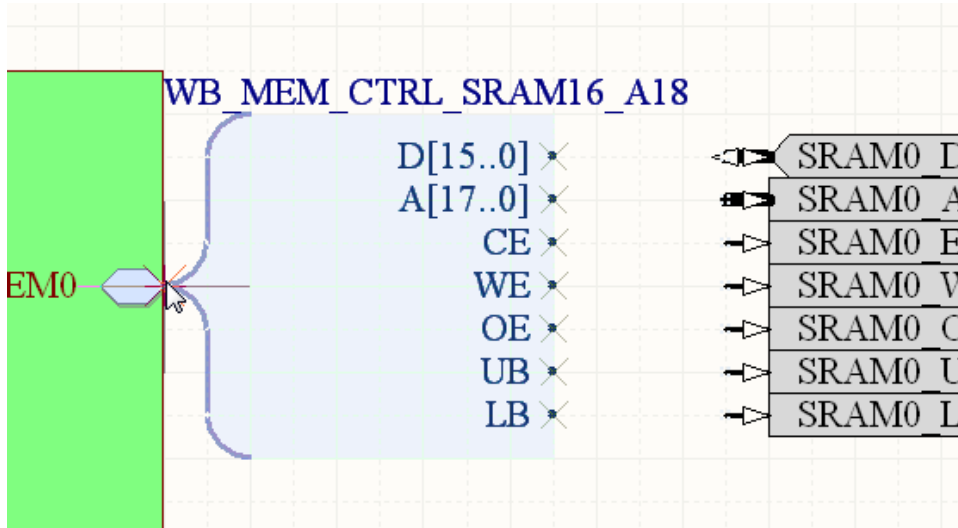 WB_MEM_CTRL_SRAM16_A18
D[15..0]
A[17..0]
CE
WE
OE
UB
LB
EM0
SRAM0_D
SRAM0_A
SRAM0_E
SRAM0_W
SRAM0_O
SRAM0_U
SRAM0_L